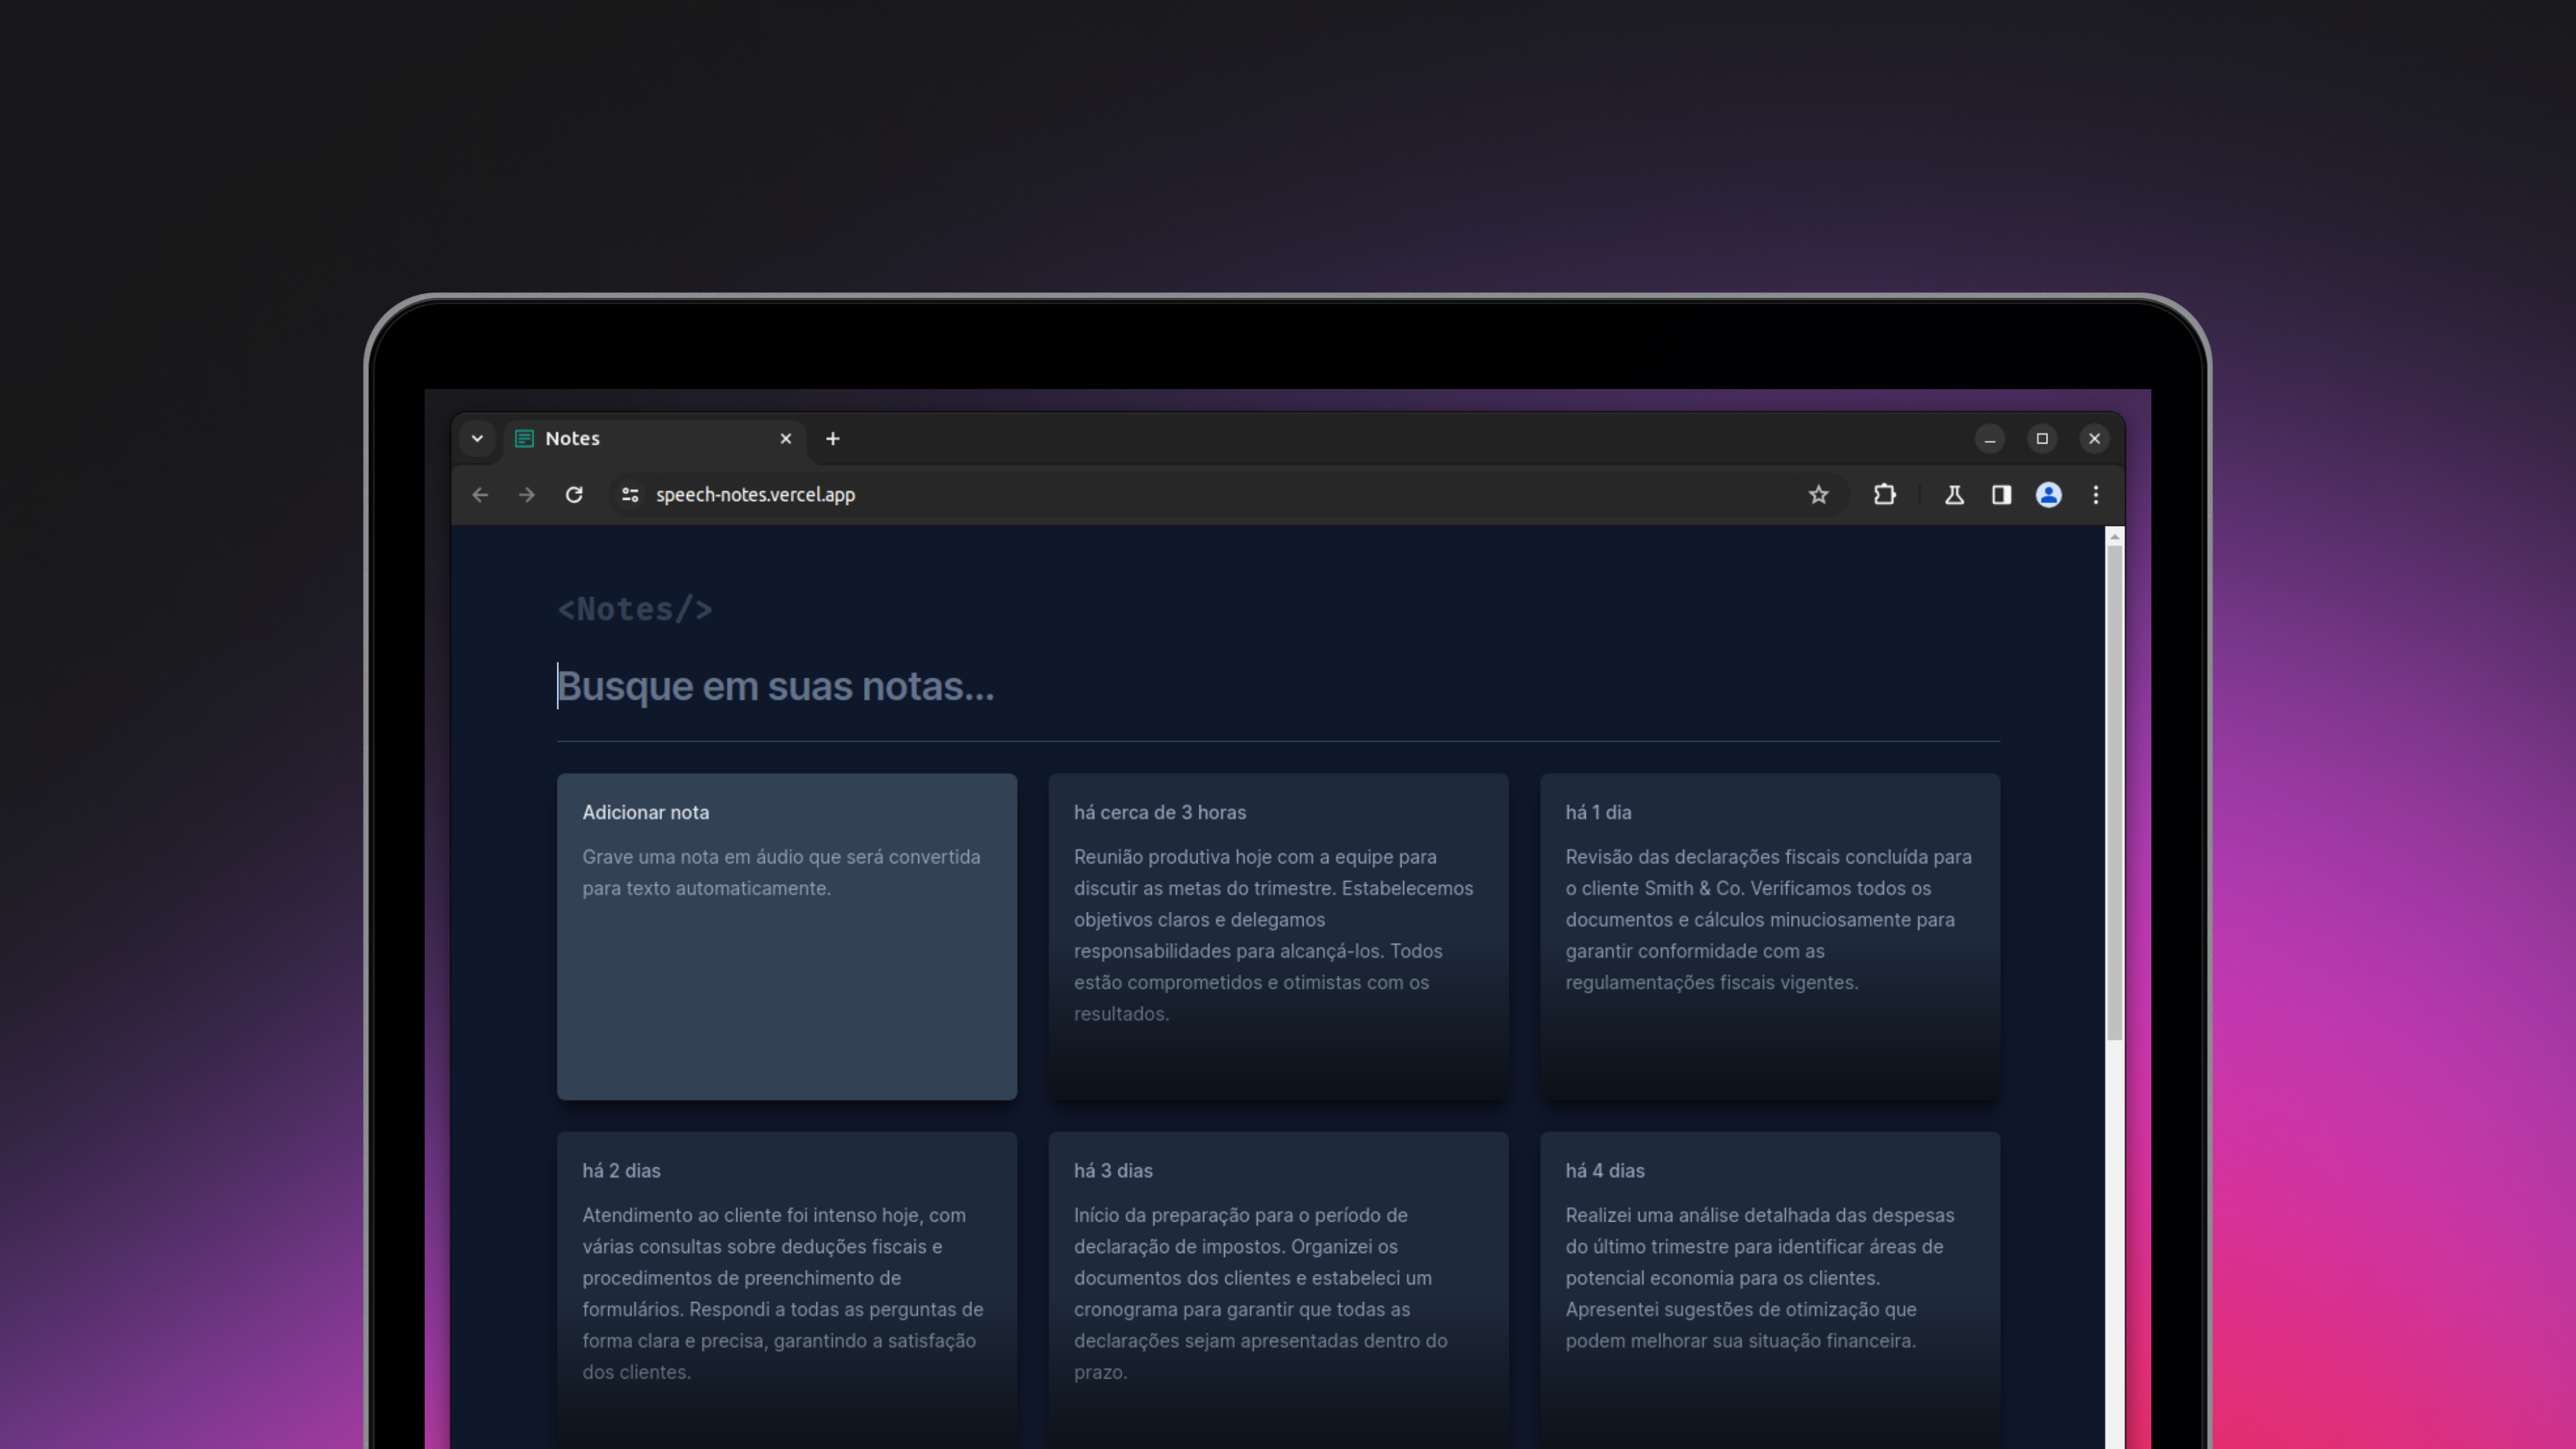 Notes
speech-notes.vercel.app
<Notes/>
Busque em suas notas...
Adicionar nota
Grave uma nota em áudio que será convertida
para texto automaticamente.
há cerca de 3 horas
Reunião produtiva hoje com a equipe para
discutir as metas do trimestre. Estabelecemos
objetivos claros e delegamos
responsabilidades para alcançá-los. Todos
estão comprometidos e otimistas com os
resultados.
há 1 dia
Revisão das declarações fiscais concluída para
o cliente Smith & Co. Verificamos todos os
documentos e cálculos minuciosamente para
garantir conformidade com as
regulamentações fiscais vigentes.
há 2 dias
Atendimento ao cliente foi intenso hoje, com
várias consultas sobre deduções fiscais e
procedimentos de preenchimento de
formulários. Respondi a todas as perguntas de
forma clara e precisa, garantindo a satisfação
dos clientes.
há 3 dias
Início da preparação para o período de
declaração de impostos. Organizei os
documentos dos clientes e estabeleci um
cronograma para garantir que todas as
declarações sejam apresentadas dentro do
prazo.
há 4 dias
Realizei uma análise detalhada das despesas
do último trimestre para identificar áreas de
potencial economia para os clientes.
Apresentei sugestões de otimização que
podem melhorar sua situação financeira.